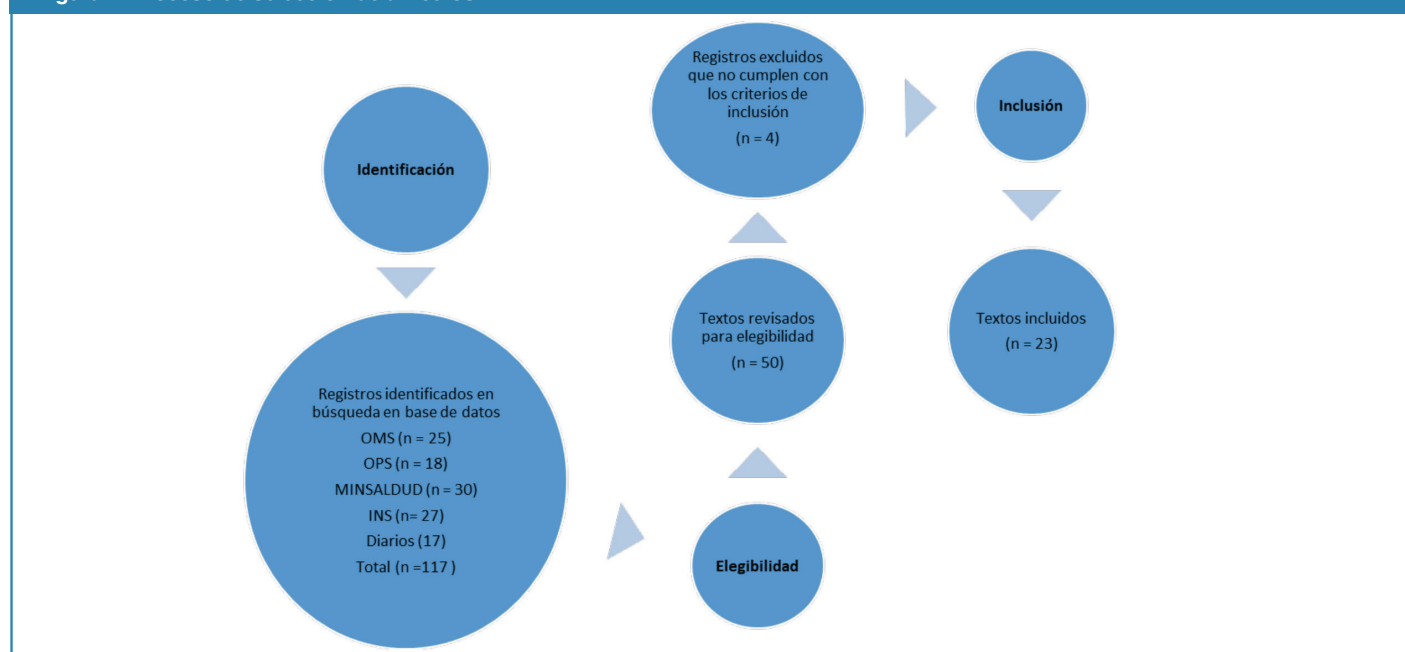 Identificación
Registros identificados en
búsqueda en base de datos
OMS (n = 25)
OPS (n = 18)
MINSALDUD (n = 30)
INS (n= 27)
Diarios (17)
Total (n =117 )
Elegibilidad
Textos revisados
para elegibilidad
(n = 50)
Registros excluidos
que no cumplen con
los criterios de
inclusión
(n = 4)
Inclusión
Textos incluidos
(n = 23)